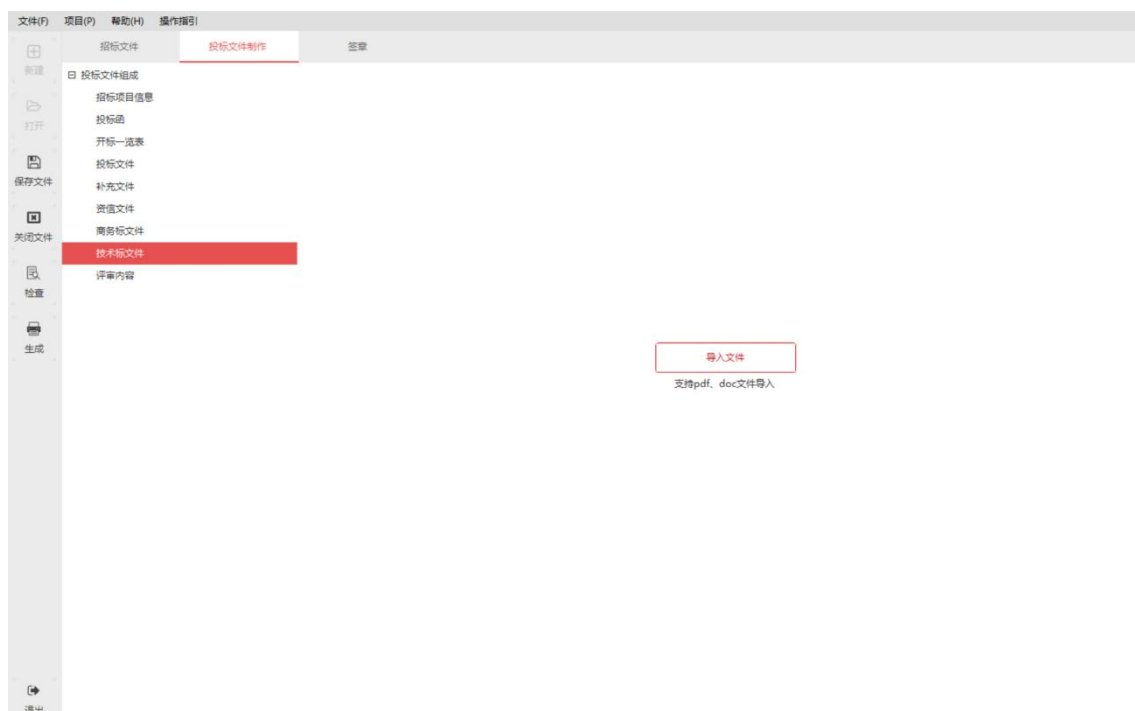 文件(F) 项目(P) 帮助(H) 操作指引
招标文件 投标文件制作 签章
新建
打开
保存文件
关闭文件
检查
生成
退出
投标文件组成
招标项目信息
投标函
开标一览表
投标文件
补充文件
资信文件
商务标文件
技术标文件
评审内容
导入文件
支持pdf、doc文件导入